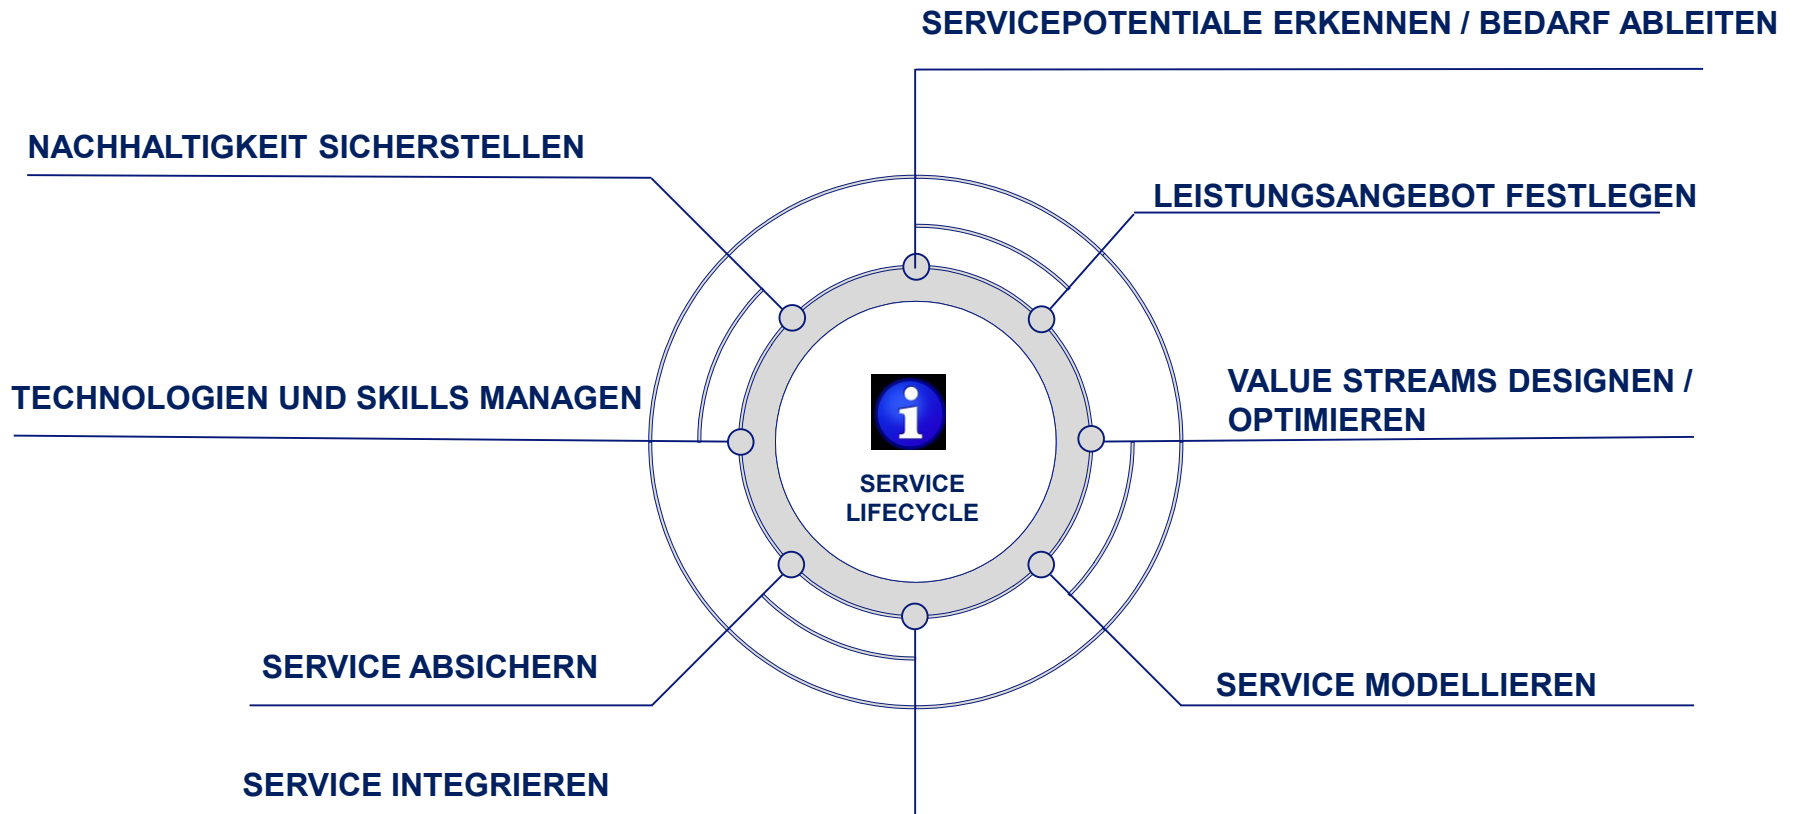 SERVICEPOTENTIALE ERKENNEN / BEDARF ABLEITEN
NACHHALTIGKEIT SICHERSTELLEN
LEISTUNGSANGEBOT FESTLEGEN
TECHNOLOGIEN UND SKILLS MANAGEN
VALUE STREAMS DESIGNEN /
OPTIMIEREN
i
SERVICE
LIFECYCLE
SERVICE ABSICHERN
SERVICE MODELLIEREN
SERVICE INTEGRIEREN